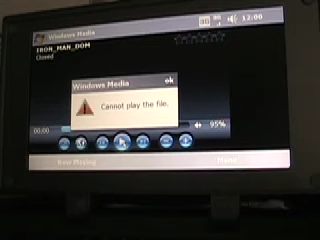 Windows Media
12:00
IRON_MAN_DOM
Closed
Windows Media ok
Cannot play the file.
00:00
95%
Now Playing Menu